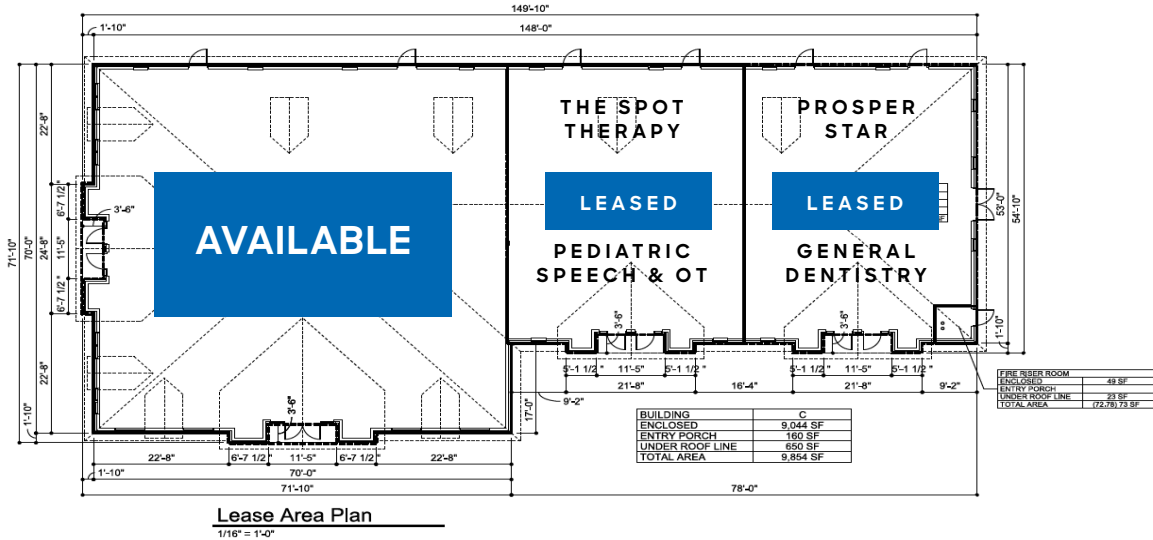 149'-10"
1'-10"
148'-0"
THE SPOT
THERAPY
PROSPER
STAR
22'-8"
6'-7 1/2 "
3'-6"
71'-10"
70'-0"
24'-8"
11'-5"
6'-7 1/2 "
22'-8"
1'-10"
AVAILABLE
LEASED
LEASED
PEDIATRIC
SPEECH & OT
GENERAL
DENTISTRY
53'-0"
54'-10"
1'-10"
3'-6"
3'-6"
3'-6"
5'-1 1/2 "
11'-5"
5'-1 1/2 "
5'-1 1/2 "
11'-5"
5'-1 1/2 "
21'-8"
16'-4"
21'-8"
9'-2"
9'-2"
17'-0"
FIRE RISER ROOM
ENCLOSED 49 SF
ENTRY PORCH
UNDER ROOF LINE 23 SF
TOTAL AREA (72.78) 73 SF
BUILDING C
ENCLOSED 9,044 SF
ENTRY PORCH 160 SF
UNDER ROOF LINE 650 SF
TOTAL AREA 9,854 SF
22'-8"
6'-7 1/2 "
11'-5"
6'-7 1/2 "
22'-8"
1'-10"
70'-0"
71'-10"
78'-0"
Lease Area Plan
1/16" = 1'-0"